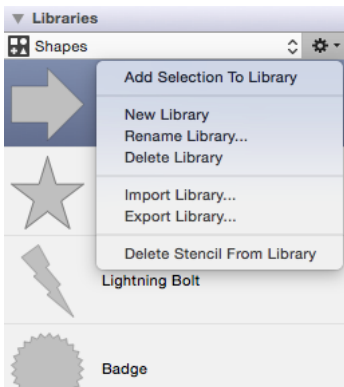 Libraries
Shapes
Add Selection To Library
New Library
Rename Library...
Delete Library
Import Library...
Export Library...
Delete Stencil From Library
Lightning Bolt
Badge